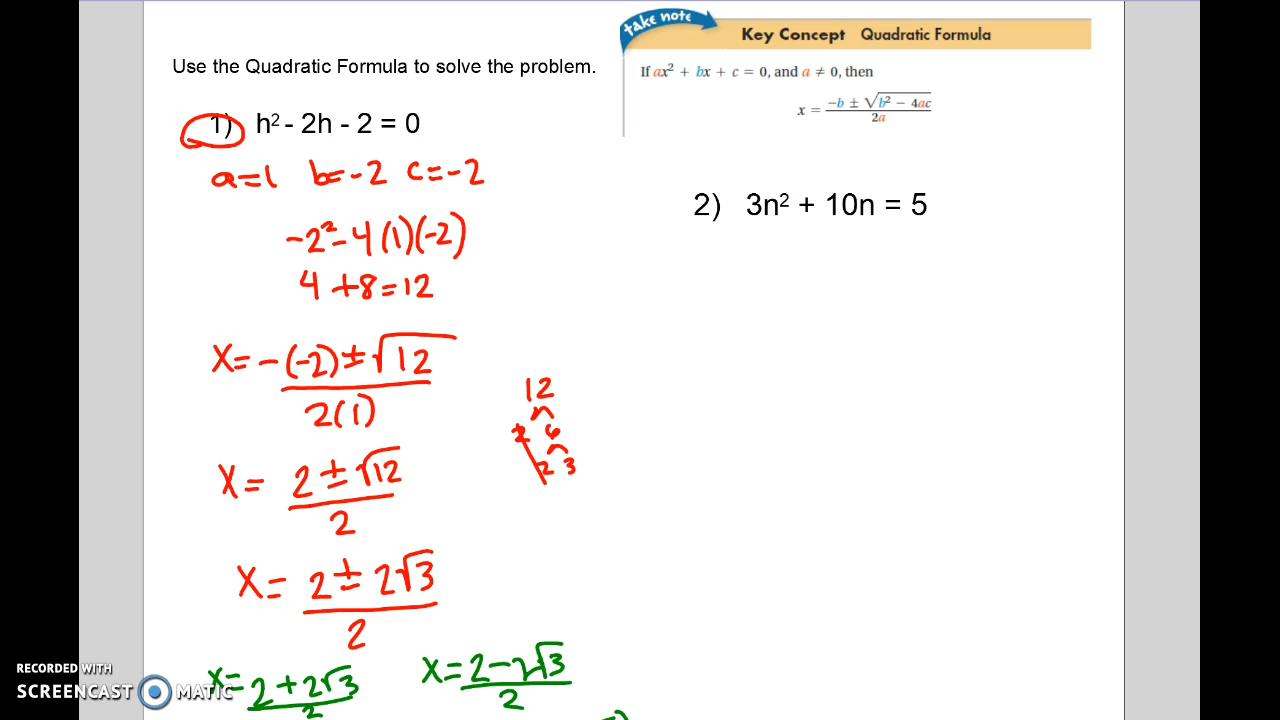 take note
Key Concept Quadratic Formula
If ax² + bx + c = 0, and a ≠ 0, then
x = −b ± √b² − 4ac / 2a
Use the Quadratic Formula to solve the problem.
1) h² - 2h - 2 = 0
a=1 b=-2 c=-2
-2² - 4(1)(-2)
4 +8=12
x= -(-2) ± √12
2(1)
x= 2 ± √12
2
x= 2 ± 2√3
2
x= 2+2√3
2
x= 2-2√3
2
12
2 6
2 3
2) 3n² + 10n = 5
RECORDED WITH
SCREENCAST MATIC